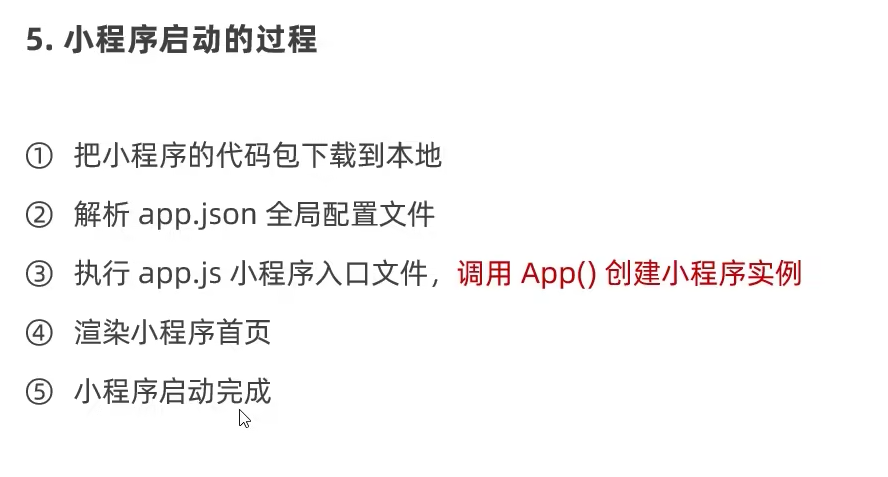 5. 小程序启动的过程
① 把小程序的代码包下载到本地
② 解析 app.json 全局配置文件
③ 执行 app.js 小程序入口文件，调用 App() 创建小程序实例
④ 渲染小程序首页
⑤ 小程序启动完成